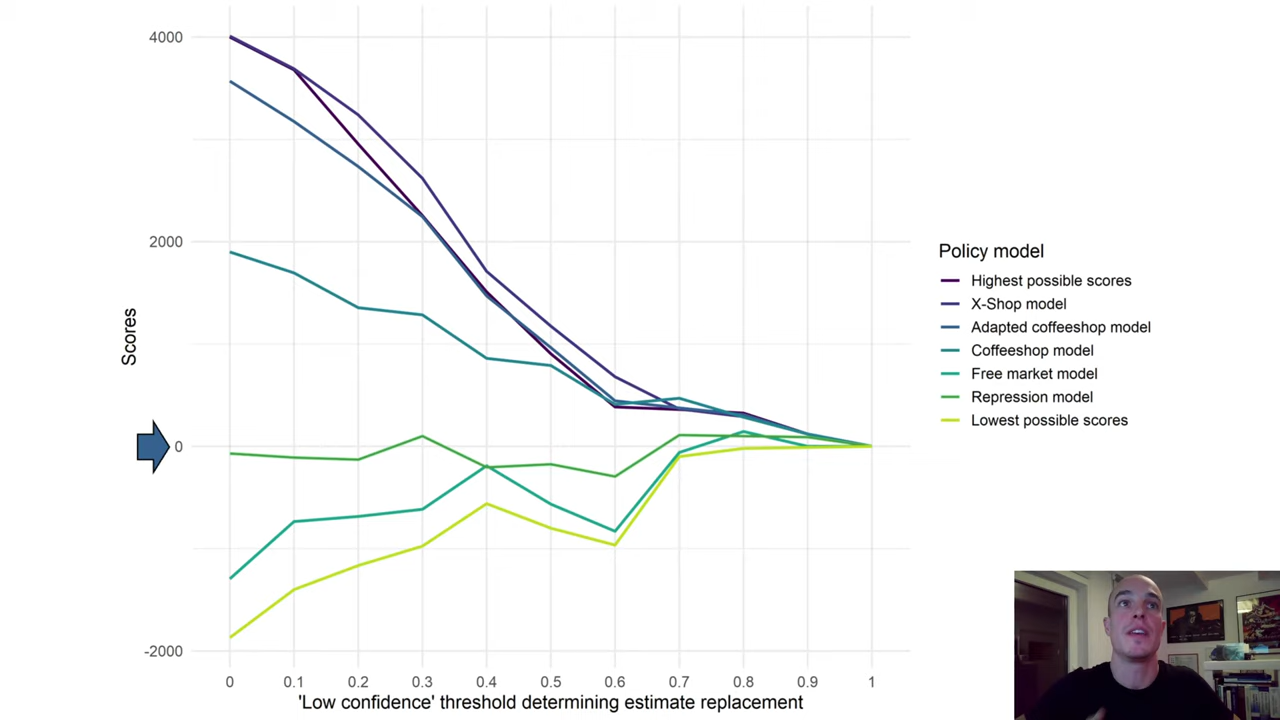 4000
2000
0
-2000
Scores
0 0.1 0.2 0.3 0.4 0.5 0.6 0.7 0.8 0.9 1
'Low confidence' threshold determining estimate replacement
Policy model
Highest possible scores
X-Shop model
Adapted coffeeshop model
Coffeeshop model
Free market model
Repression model
Lowest possible scores